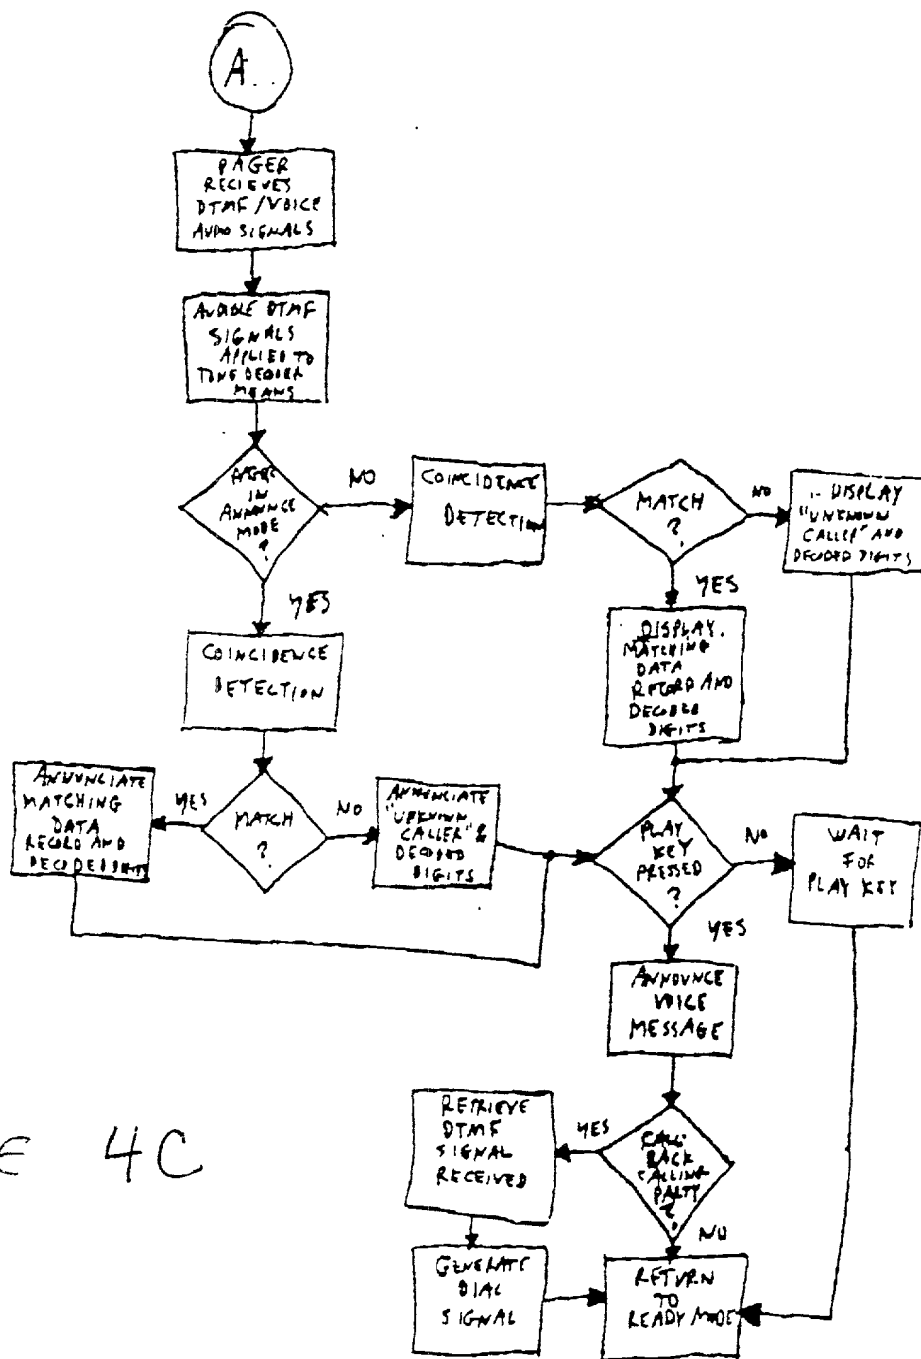 A
PAGER
RECIEVES
DTMF/VOICE
AUDIO SIGNALS
AUDIBLE DTMF
SIGNALS
APPLIED TO
TONE DECODER
MEANS
PAGER
IN
ANNOUNCE
MODE
?
NO
COINCIDENCE
DETECTION
MATCH
?
NO
DISPLAY
"UNKNOWN
CALLER" AND
DECODED DIGITS
YES
YES
COINCIDENCE
DETECTION
DISPLAY
MATCHING
DATA
RECORD AND
DECODED
DIGITS
ANNUNCIATE
MATCHING
DATA
RECORD AND
DECODED DIGITS
YES
MATCH
?
NO
ANNUNCIATE
"UNKNOWN
CALLER" &
DECODED
DIGITS
PLAY
KEY
PRESSED
?
NO
WAIT
FOR
PLAY KEY
YES
ANNOUNCE
VOICE
MESSAGE
RETRIEVE
DTMF
SIGNAL
RECEIVED
YES
CALL
BACK
CALLING
PARTY
?
NO
GENERATE
DIAL
SIGNAL
RETURN
TO
READY MODE
E 4C